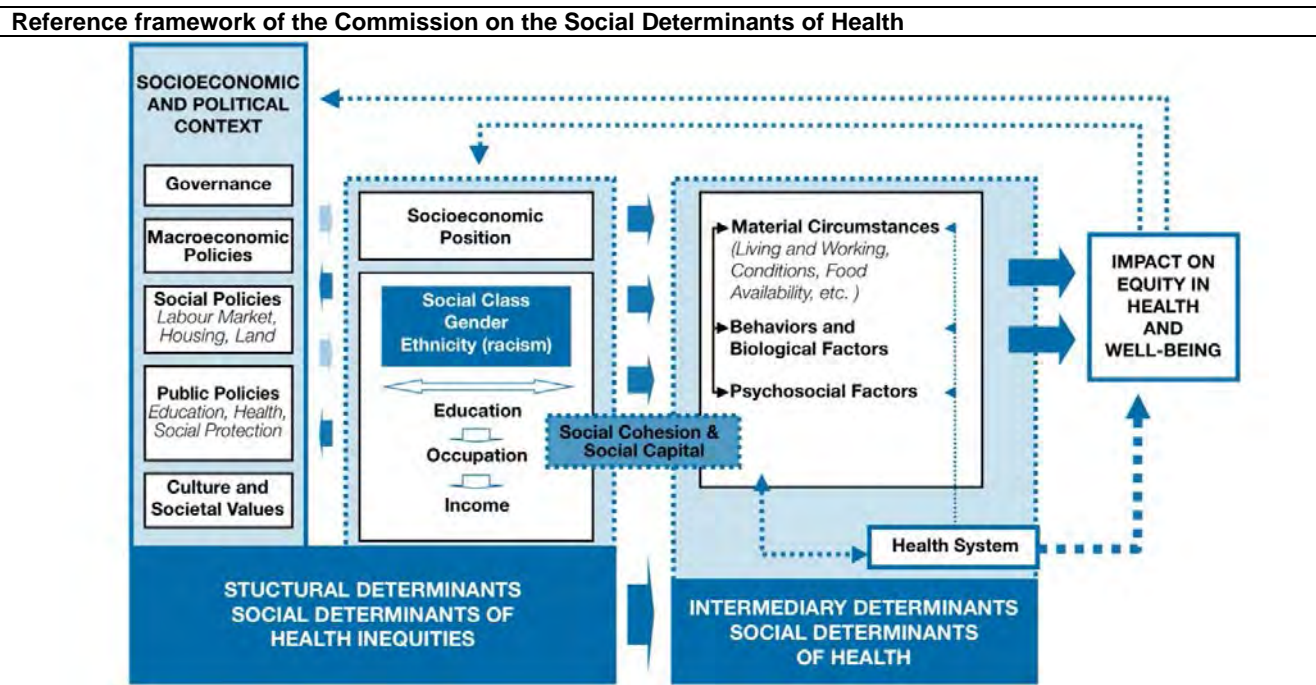 Reference framework of the Commission on the Social Determinants of Health
SOCIOECONOMIC
AND POLITICAL
CONTEXT
Governance
Macroeconomic
Policies
Social Policies
Labour Market,
Housing, Land
Public Policies
Education, Health,
Social Protection
Culture and
Societal Values
Socioeconomic
Position
Social Class
Gender
Ethnicity (racism)
Education
Occupation
Income
Social Cohesion &
Social Capital
Material Circumstances
(Living and Working,
Conditions, Food
Availability, etc. )
Behaviors and
Biological Factors
Psychosocial Factors
Health System
IMPACT ON
EQUITY IN
HEALTH
AND
WELL-BEING
STUCTURAL DETERMINANTS
SOCIAL DETERMINANTS OF
HEALTH INEQUITIES
INTERMEDIARY DETERMINANTS
SOCIAL DETERMINANTS
OF HEALTH